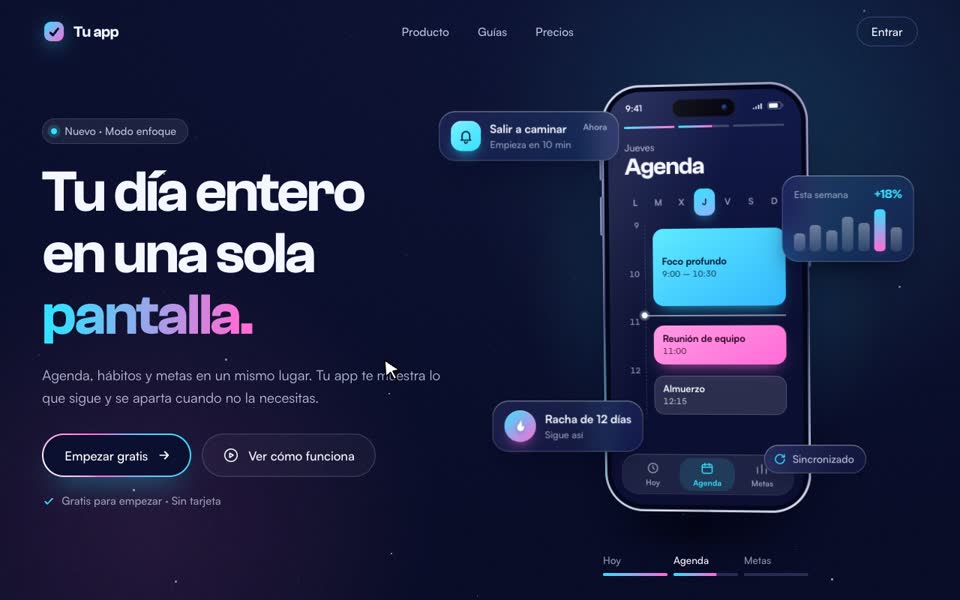 Tu app
Producto
Guías
Precios
Entrar
Nuevo · Modo enfoque
Tu día entero
en una sola
pantalla.
Agenda, hábitos y metas en un mismo lugar. Tu app te muestra lo
que sigue y se aparta cuando no la necesitas.
Empezar gratis
Ver cómo funciona
Gratis para empezar · Sin tarjeta
Salir a caminar
Ahora
Empieza en 10 min
9:41
Jueves
Agenda
L M X J V S D
9
Foco profundo
9:00 — 10:30
10
11
Reunión de equipo
11:00
12
Almuerzo
12:15
Esta semana
+18%
Racha de 12 días
Sigue así
Sincronizado
Hoy
Agenda
Metas
Hoy
Agenda
Metas